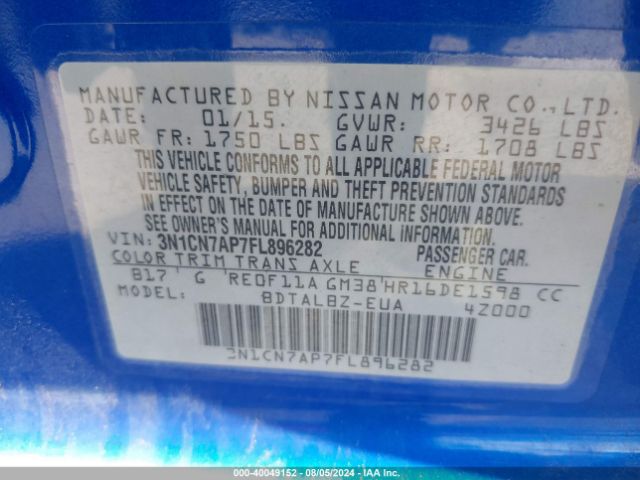 MANUFACTURED BY NISSAN MOTOR CO.,LTD.
DATE: 01/15. GVWR: 3426 LBS
GAWR FR: 1750 LBS GAWR RR: 1708 LBS
THIS VEHICLE CONFORMS TO ALL APPLICABLE FEDERAL MOTOR
VEHICLE SAFETY, BUMPER AND THEFT PREVENTION STANDARDS
IN EFFECT ON THE DATE OF MANUFACTURE SHOWN ABOVE.
SEE OWNER'S MANUAL FOR ADDITIONAL INFORMATION.
VIN: 3N1CN7AP7FL896282 PASSENGER CAR.
COLOR TRIM TRANS AXLE ENGINE
B17 G RE0F11A GM38 HR16DE1598 CC
MODEL: BDTALBZ-EUA 4Z000
3N1CN7AP7FL896282
000-40049152 - 08/05/2024 - Copyright 2024 IAA Inc.